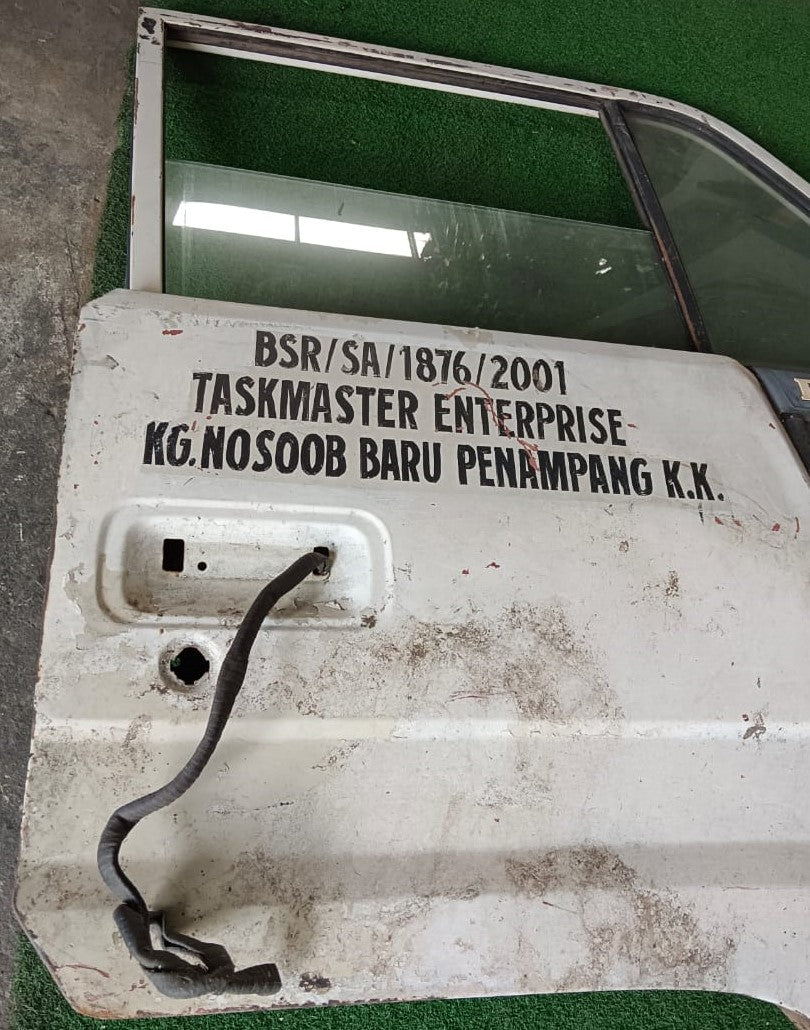 BSR/SA/1876/2001
TASKMASTER ENTERPRISE
KG.NOSOOB BARU PENAMPANG K.K.